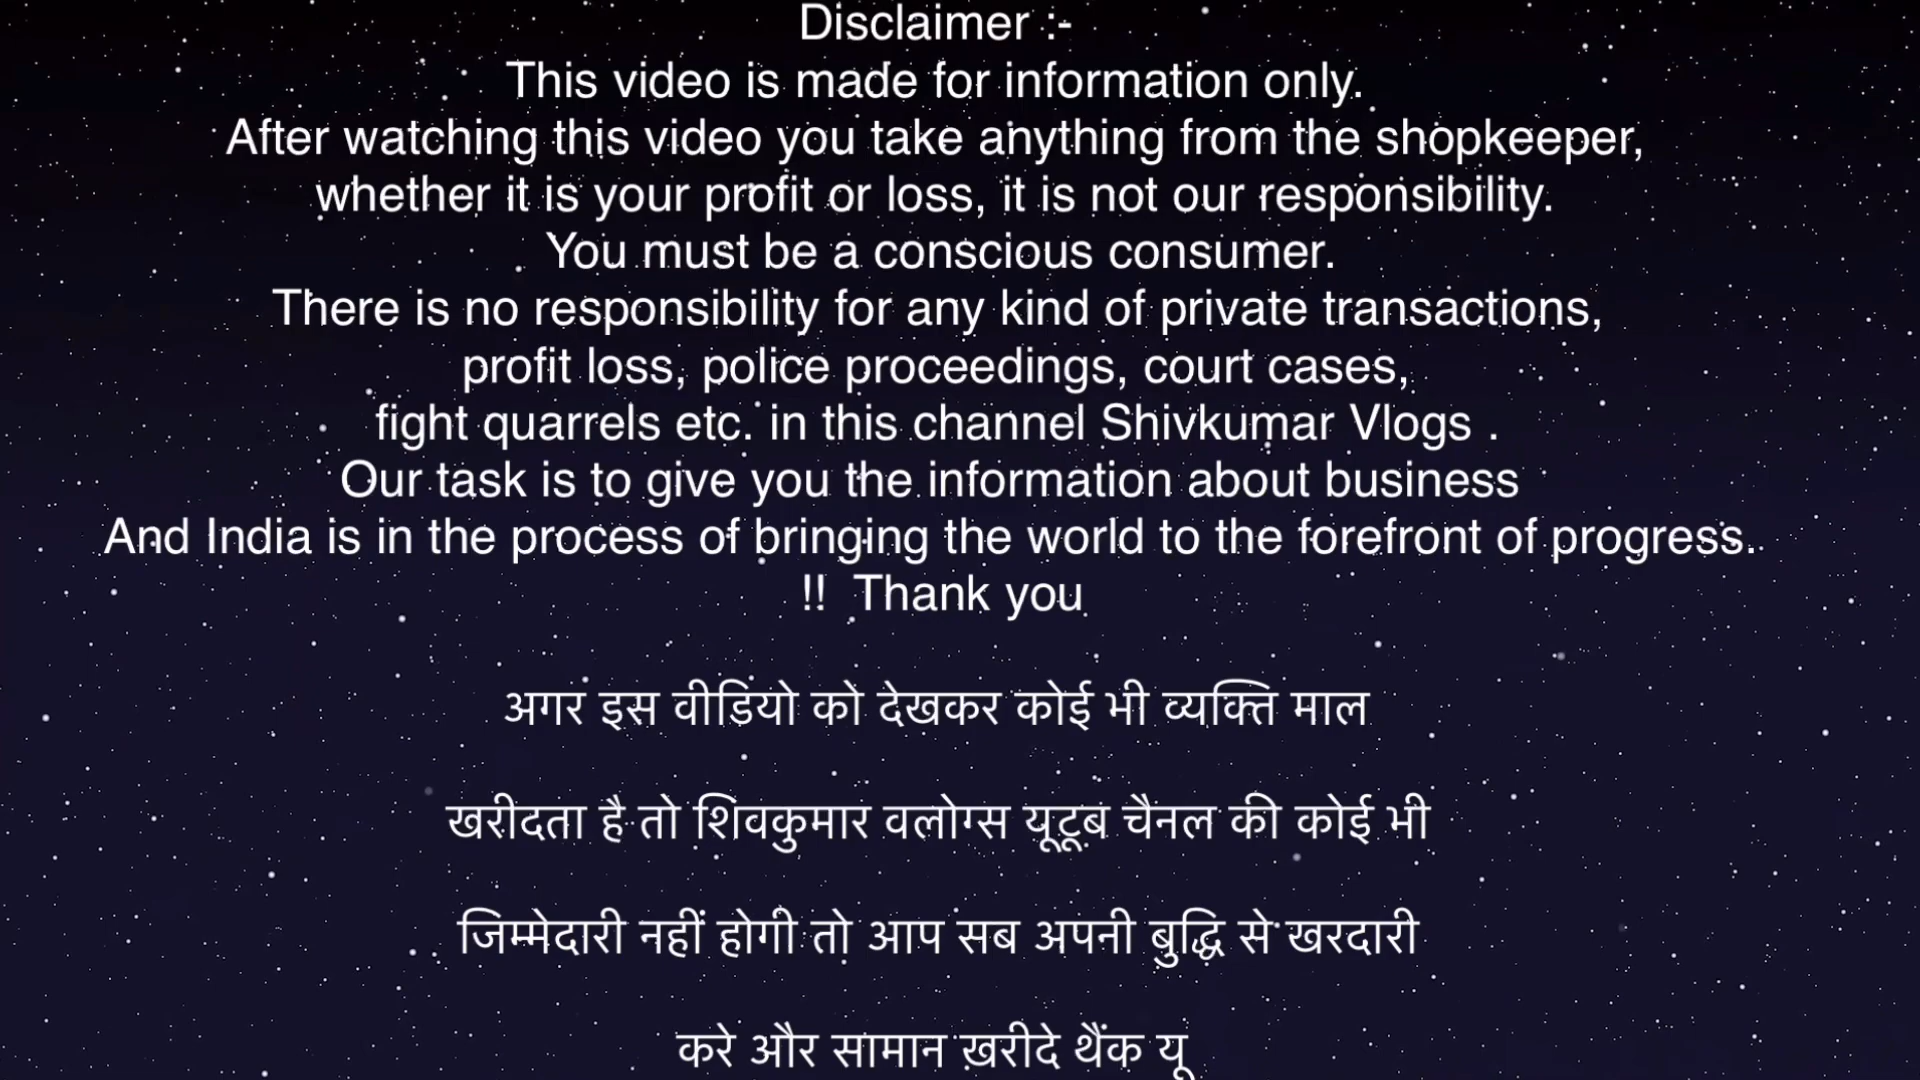 Disclaimer :-
This video is made for information only.
After watching this video you take anything from the shopkeeper,
whether it is your profit or loss, it is not our responsibility.
You must be a conscious consumer.
There is no responsibility for any kind of private transactions,
profit loss, police proceedings, court cases,
fight quarrels etc. in this channel Shivkumar Vlogs .
Our task is to give you the information about business
And India is in the process of bringing the world to the forefront of progress.
!! Thank you
अगर इस वीडियो को देखकर कोई भी व्यक्ति माल
खरीदता है तो शिवकुमार वलोग्स यूटूब चैनल की कोई भी
जिम्मेदारी नहीं होगी तो आप सब अपनी बुद्धि से खरदारी
करे और सामान ख़रीदे थैंक यू